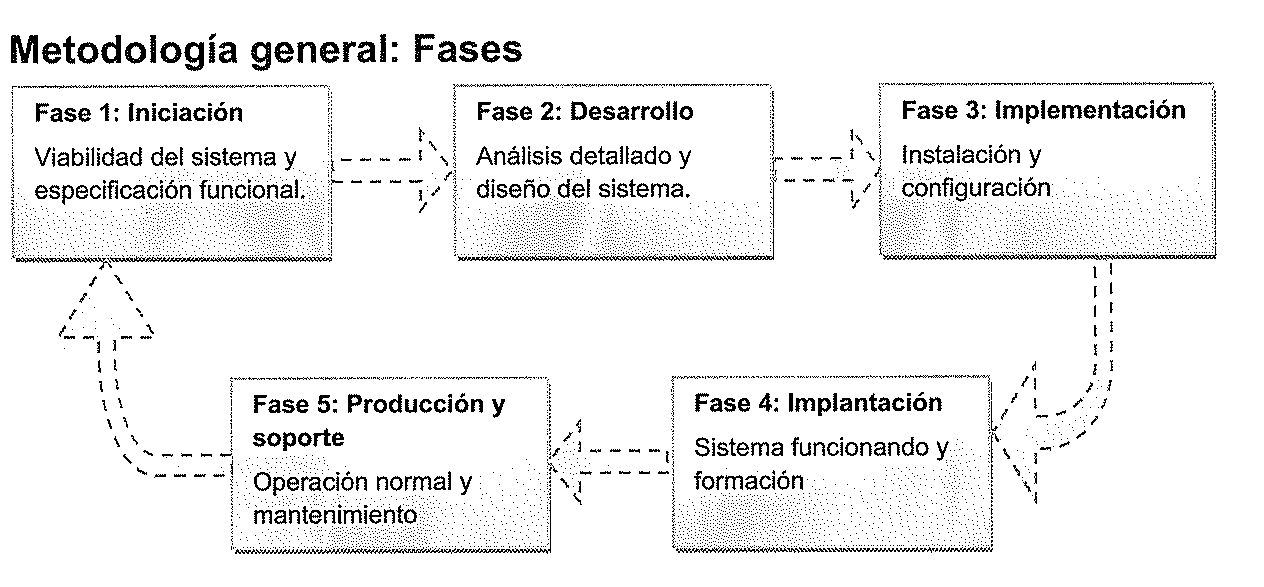 Metodología general: Fases
Fase 1: Iniciación
Viabilidad del sistema y
especificación funcional.
Fase 2: Desarrollo
Análisis detallado y
diseño del sistema.
Fase 3: Implementación
Instalación y
configuración
Fase 4: Implantación
Sistema funcionando y
formación
Fase 5: Producción y
soporte
Operación normal y
mantenimiento